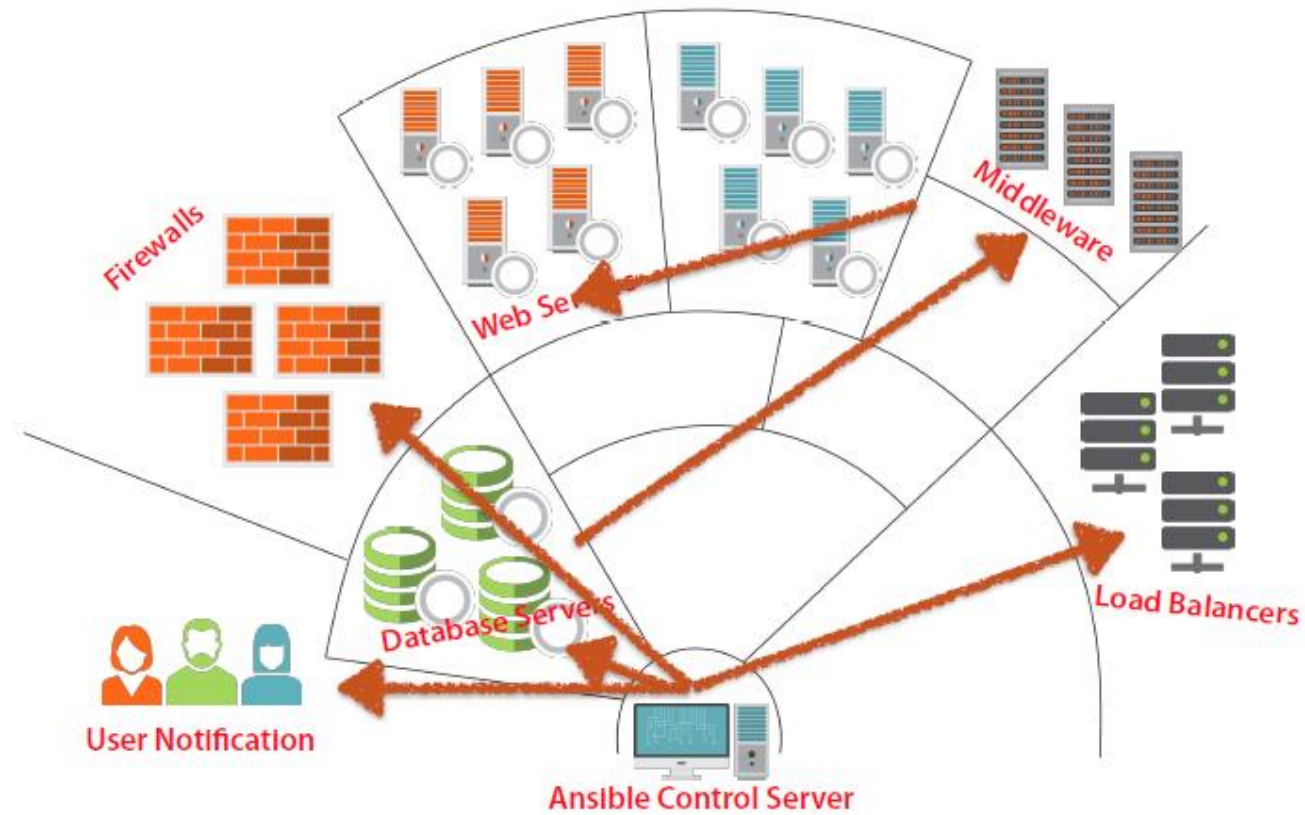 Middleware
Firewalls
Web Se
Load Balancers
Database Servers
User Notification
Ansible Control Server